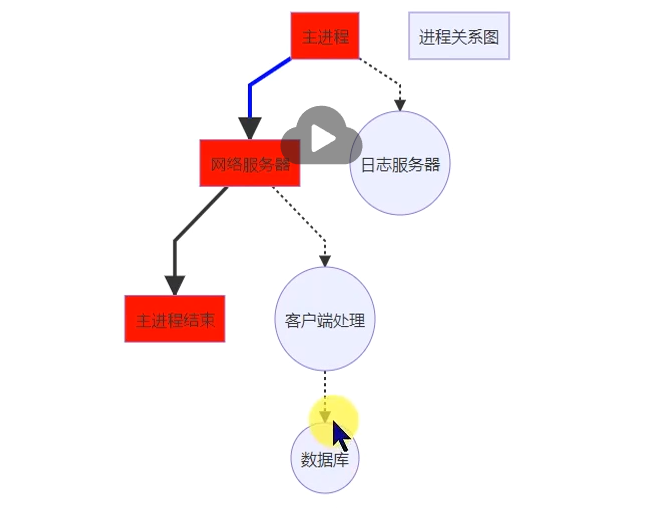 主进程
进程关系图
网络服务器
日志服务器
主进程结束
客户端处理
数据库